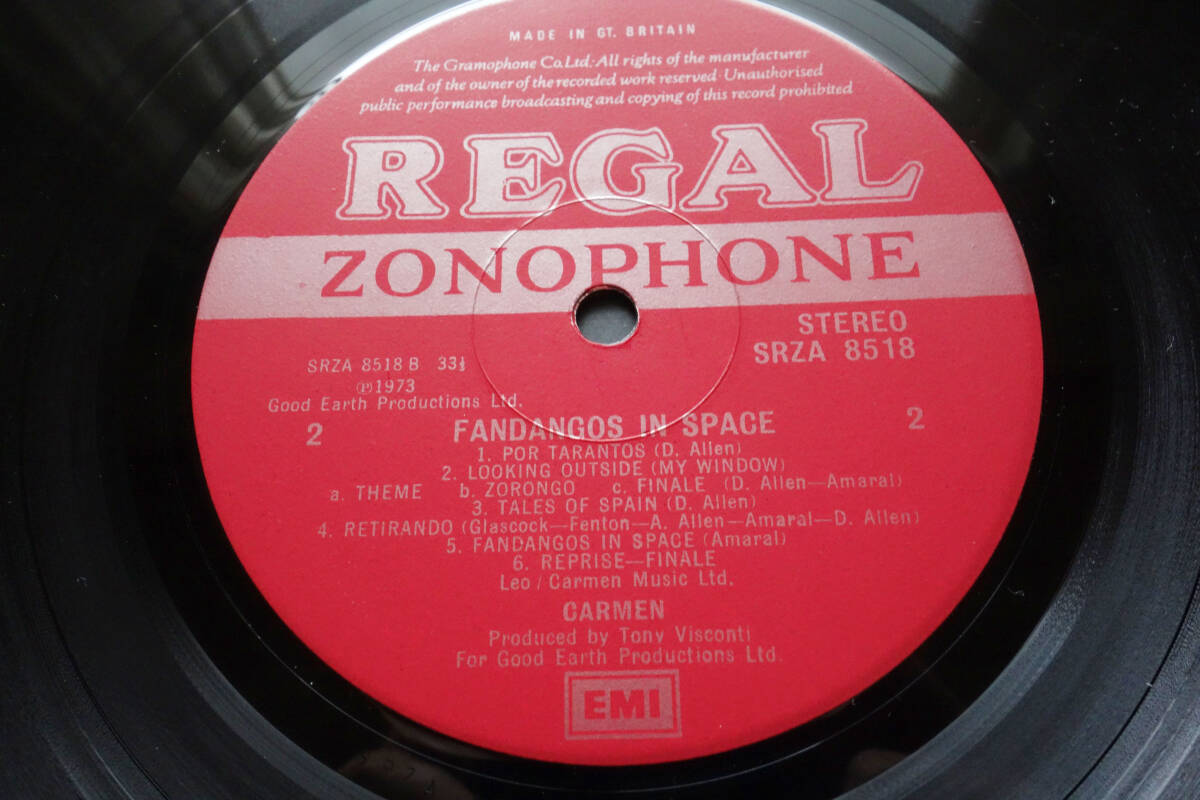 MADE IN GT. BRITAIN
The Gramophone Co.Ltd.·All rights of the manufacturer
and of the owner of the recorded work reserved·Unauthorised
public performance broadcasting and copying of this record prohibited
REGAL
ZONOPHONE
STEREO
SRZA 8518
SRZA 8518 B 33⅓
Ⓟ1973
Good Earth Productions Ltd.
2 FANDANGOS IN SPACE 2
1. POR TARANTOS (D. Allen)
2. LOOKING OUTSIDE (MY WINDOW)
a. THEME b. ZORONGO c. FINALE (D. Allen—Amaral)
3. TALES OF SPAIN (D. Allen)
4. RETIRANDO (Glascock—Fenton—A. Allen—Amaral—D. Allen)
5. FANDANGOS IN SPACE (Amaral)
6. REPRISE—FINALE
Leo / Carmen Music Ltd.
CARMEN
Produced by Tony Visconti
For Good Earth Productions Ltd.
EMI